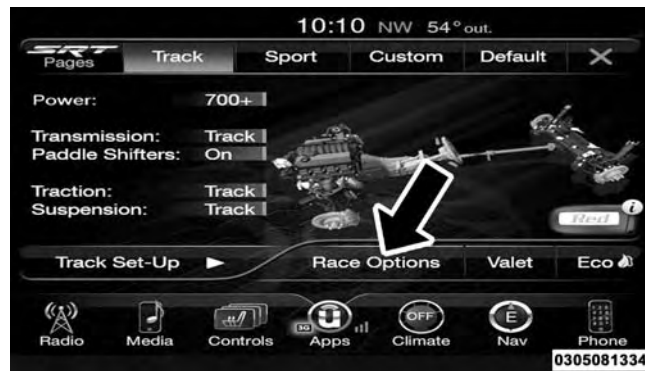 10:10 NW 54° out.
SRT Pages Track Sport Custom Default X
Power: 700+
Transmission: Track
Paddle Shifters: On
Traction: Track
Suspension: Track
Red i
Track Set-Up Race Options Valet Eco
3G U OFF E
Radio Media Controls Apps Climate Nav Phone
0305081334